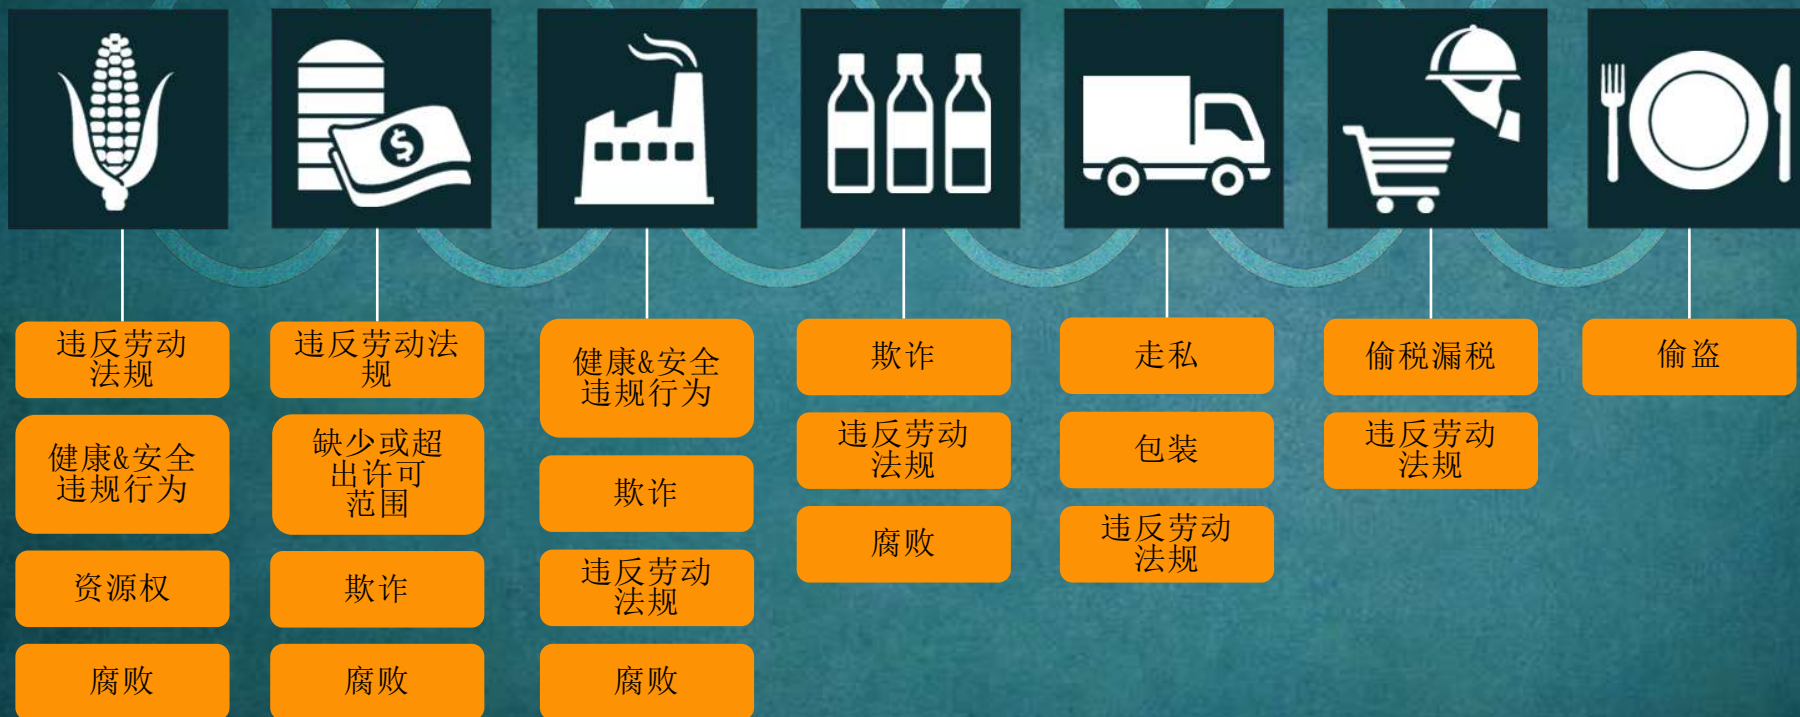 违反劳动
法规
健康&安全
违规行为
资源权
腐败
违反劳动法
规
缺少或超
出许可
范围
欺诈
腐败
健康&安全
违规行为
欺诈
违反劳动
法规
腐败
欺诈
违反劳动
法规
腐败
走私
包装
违反劳动
法规
偷税漏税
违反劳动
法规
偷盗